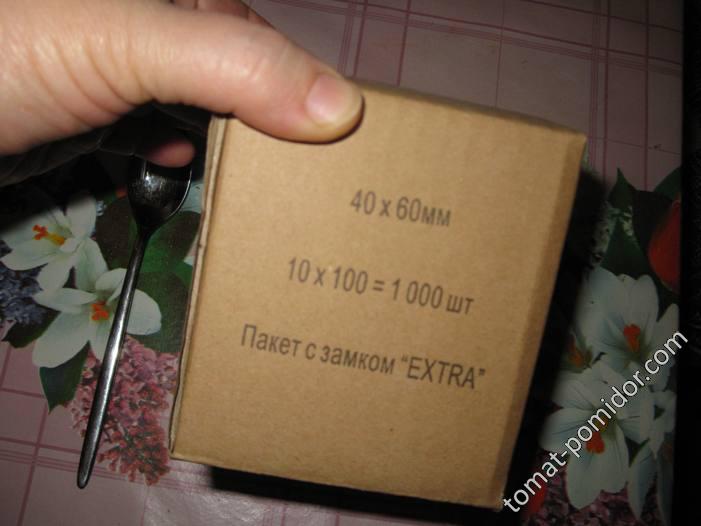 40 x 60мм
10 x 100 = 1 000 шт
Пакет с замком “EXTRA”
tomat-pomidor.com